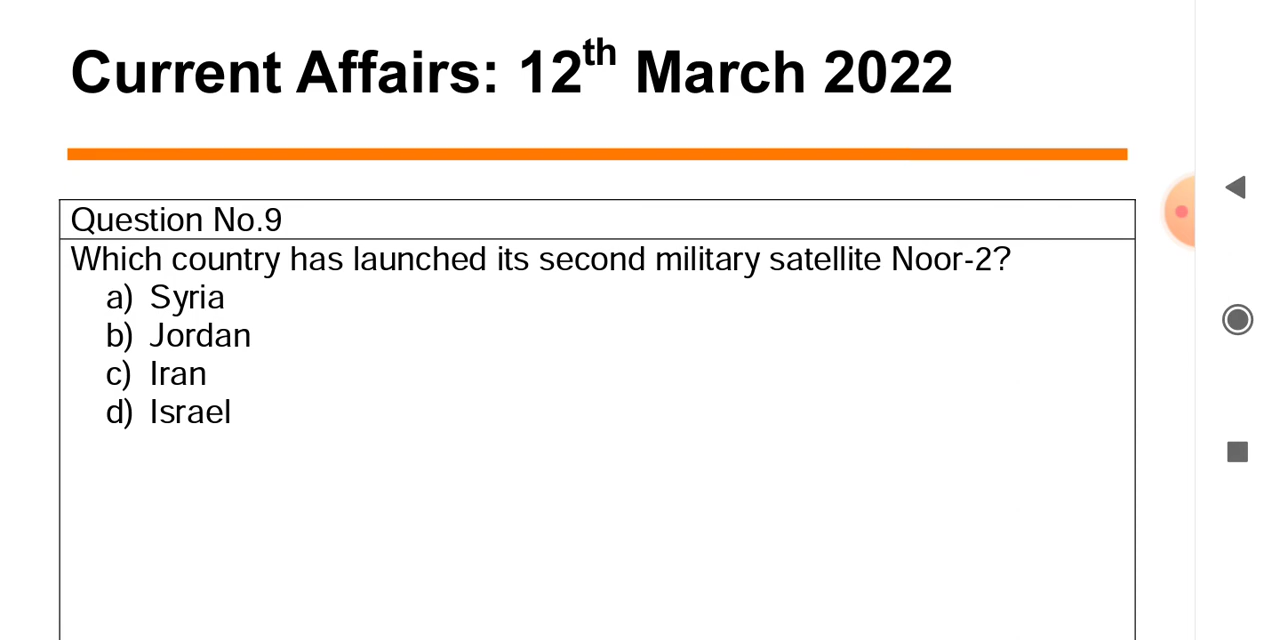 Current Affairs: 12th March 2022
Question No.9
Which country has launched its second military satellite Noor-2?
a) Syria
b) Jordan
c) Iran
d) Israel